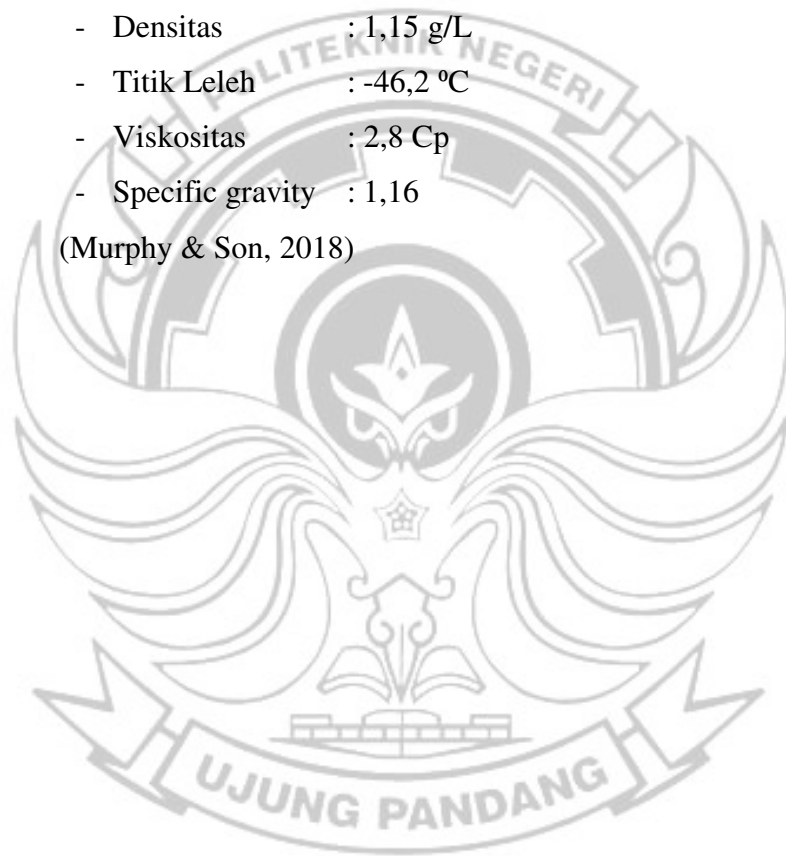 - Densitas : 1,15 g/L
POLITEKNIK NEGERI
- Titik Leleh : -46,2 ⁰C
- Viskositas : 2,8 Cp
- Specific gravity : 1,16
(Murphy & Son, 2018)
UJUNG PANDANG